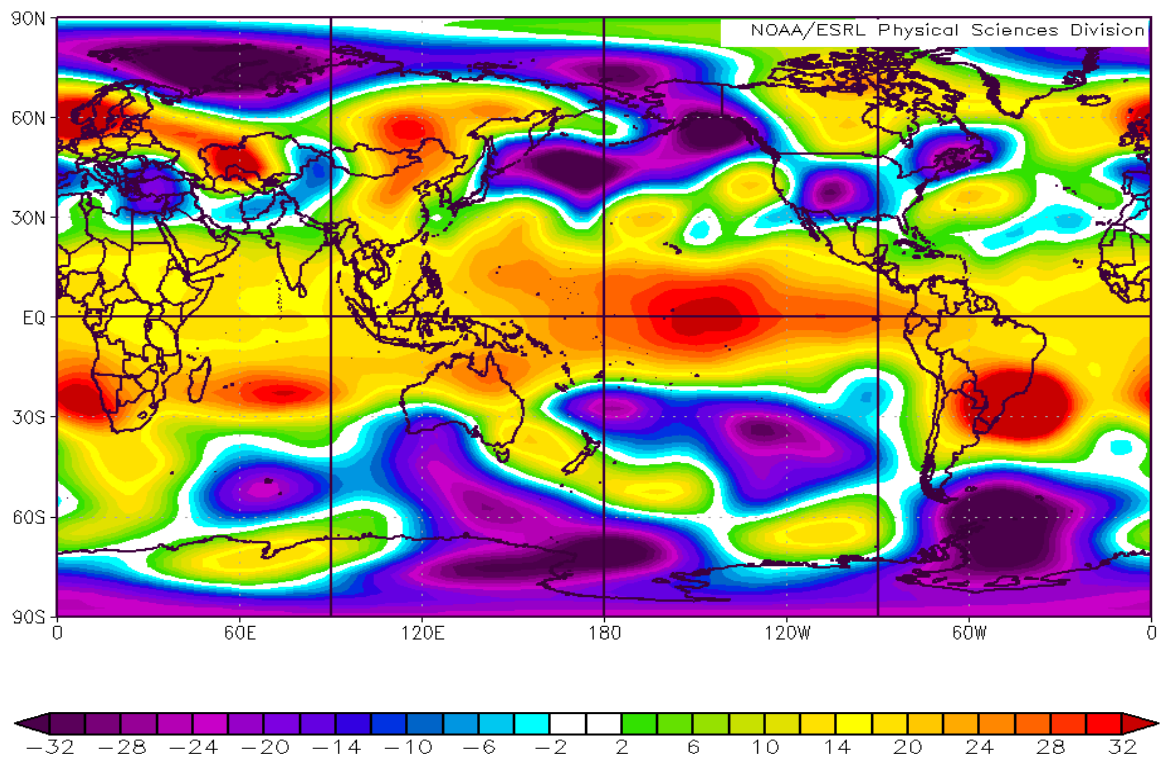 90N
NOAA/ESRL Physical Sciences Division
60N
30N
EQ
30S
60S
90S
0 60E 120E 180 120W 60W 0
-32 -28 -24 -20 -14 -10 -6 -2 2 6 10 14 20 24 28 32